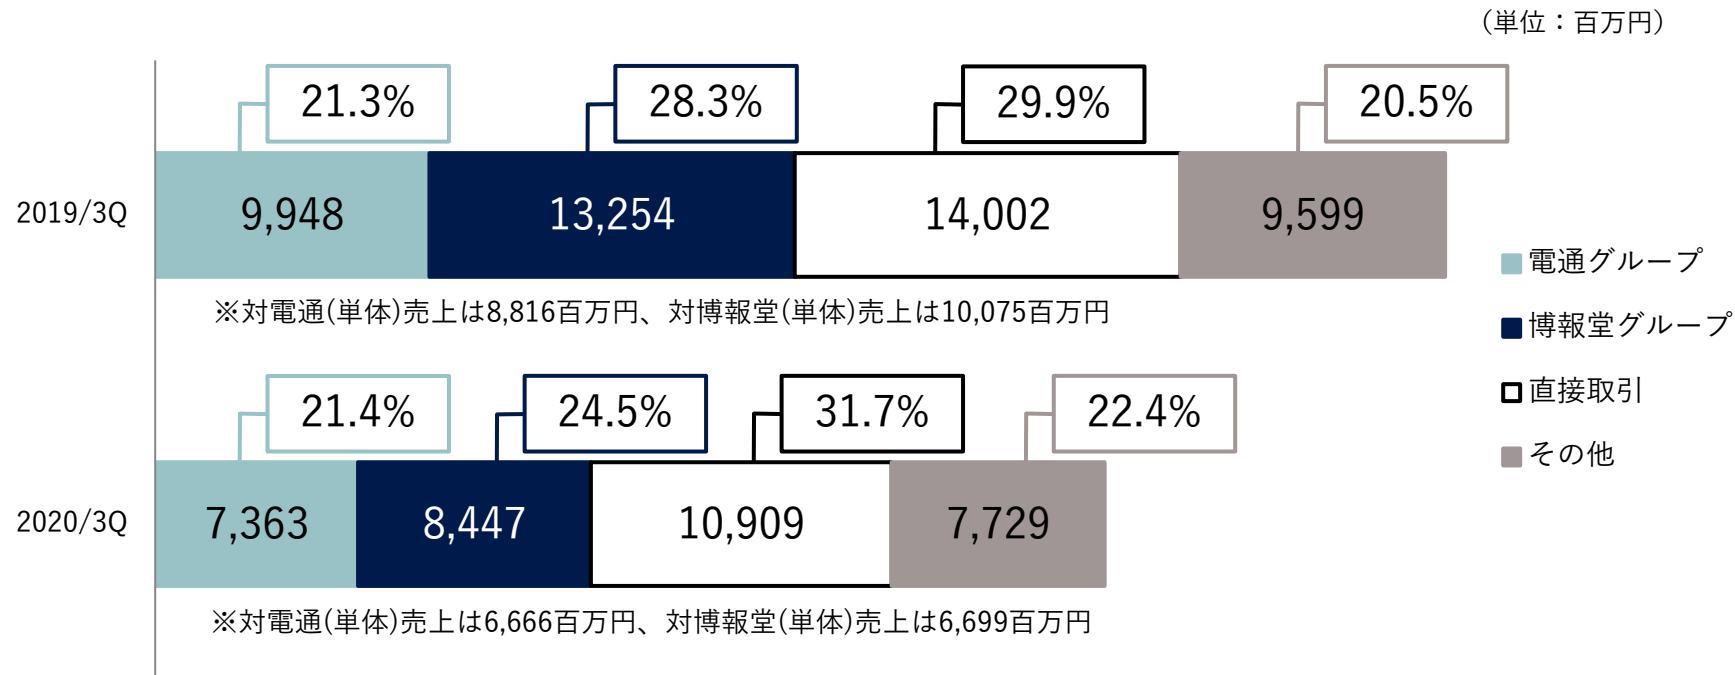 (単位：百万円)
21.3%
28.3%
29.9%
20.5%
2019/3Q
9,948
13,254
14,002
9,599
※対電通(単体)売上は8,816百万円、対博報堂(単体)売上は10,075百万円
21.4%
24.5%
31.7%
22.4%
2020/3Q
7,363
8,447
10,909
7,729
※対電通(単体)売上は6,666百万円、対博報堂(単体)売上は6,699百万円
電通グループ
博報堂グループ
直接取引
その他